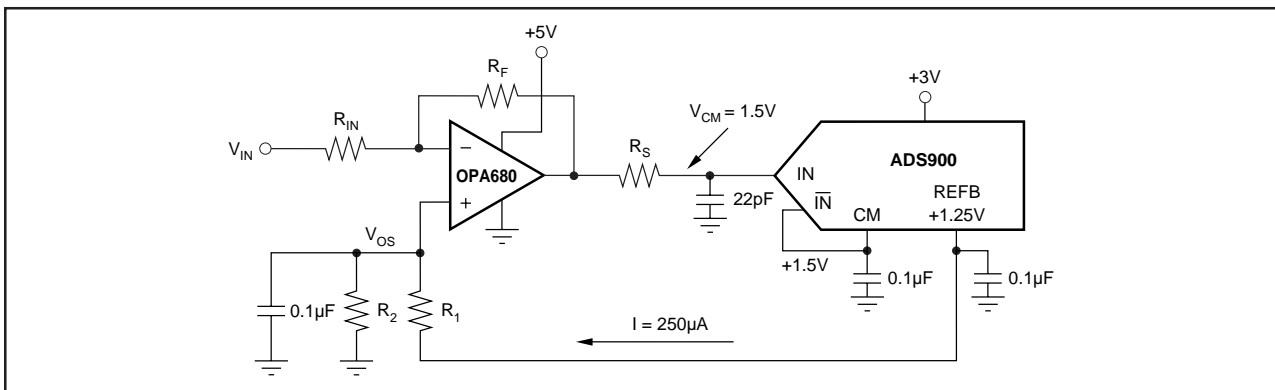 +5V
R_F
+3V
V_CM = 1.5V
R_IN
V_IN
R_S
ADS900
–
OPA680
+
IN
IN̅
22pF
REFB
CM
+1.25V
V_OS
+1.5V
0.1µF
0.1µF
0.1µF
R_2
R_1
I = 250µA